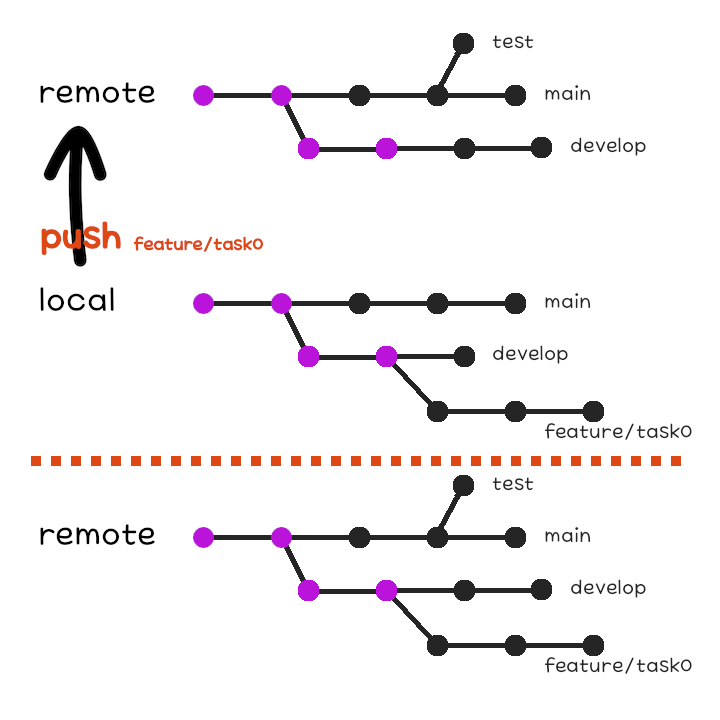 test
remote
main
develop
push feature/task0
local
main
develop
feature/task0
test
remote
main
develop
feature/task0